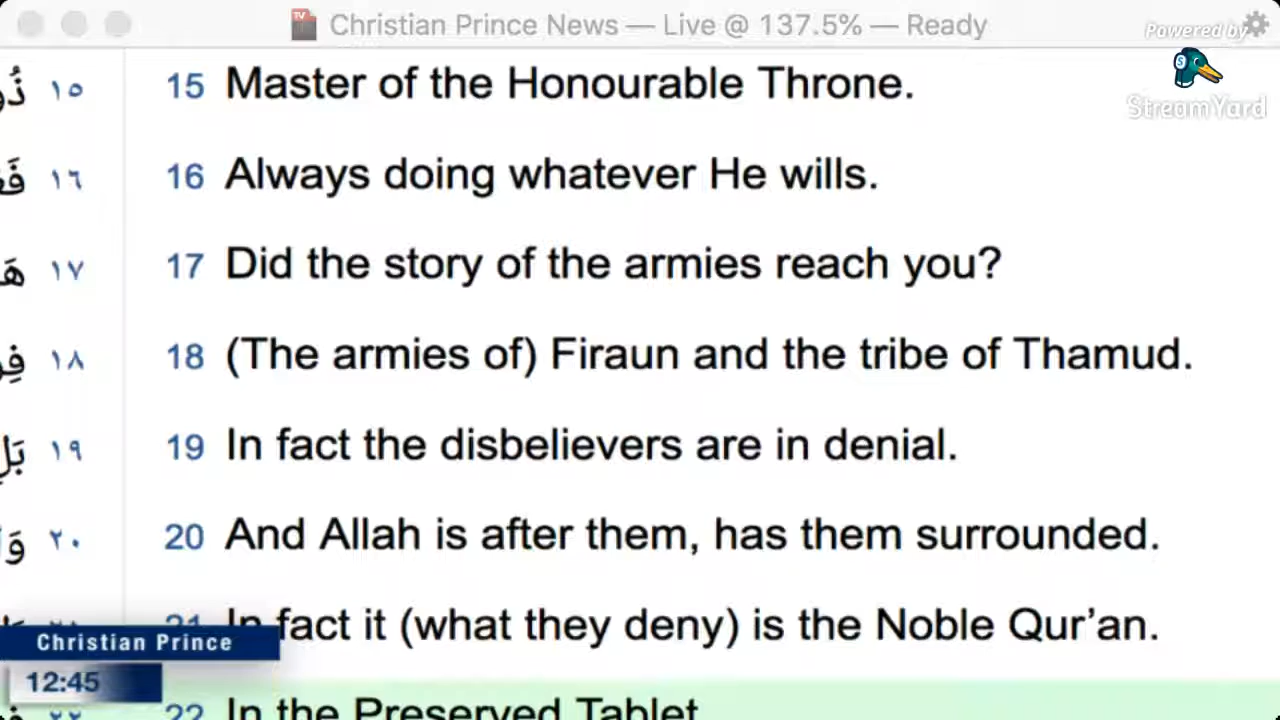 Christian Prince News — Live @ 137.5% — Ready
Powered by
StreamYard
١٥ 15 Master of the Honourable Throne.
١٦ 16 Always doing whatever He wills.
١٧ 17 Did the story of the armies reach you?
١٨ 18 (The armies of) Firaun and the tribe of Thamud.
١٩ 19 In fact the disbelievers are in denial.
٢٠ 20 And Allah is after them, has them surrounded.
21 In fact it (what they deny) is the Noble Qur’an.
Christian Prince
12:45
٢٢ 22 In the Preserved Tablet